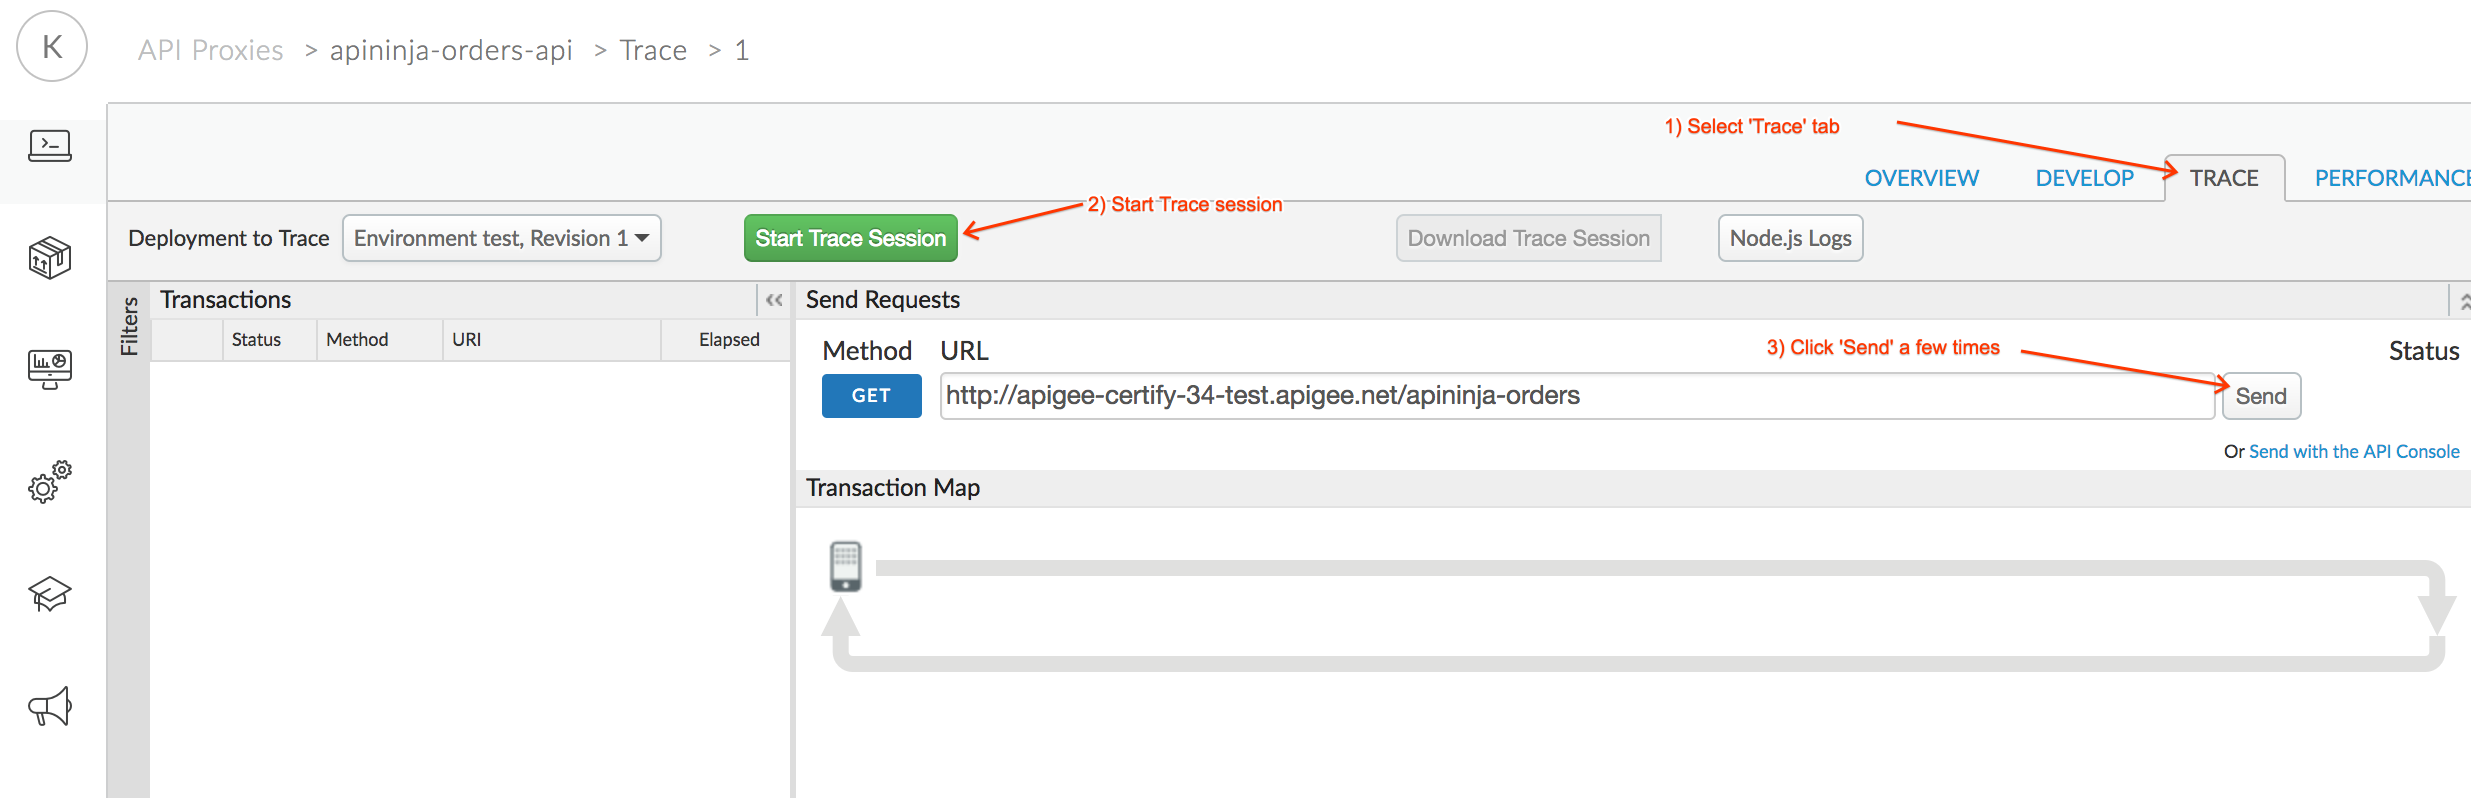 K
API Proxies > apininja-orders-api > Trace > 1
1) Select 'Trace' tab
OVERVIEW DEVELOP TRACE PERFORMANCE
2) Start Trace session
Deployment to Trace Environment test, Revision 1 Start Trace Session Download Trace Session Node.js Logs
Filters
Transactions
Status Method URI Elapsed
Send Requests
Method URL 3) Click 'Send' a few times Status
GET http://apigee-certify-34-test.apigee.net/apininja-orders Send
Or Send with the API Console
Transaction Map